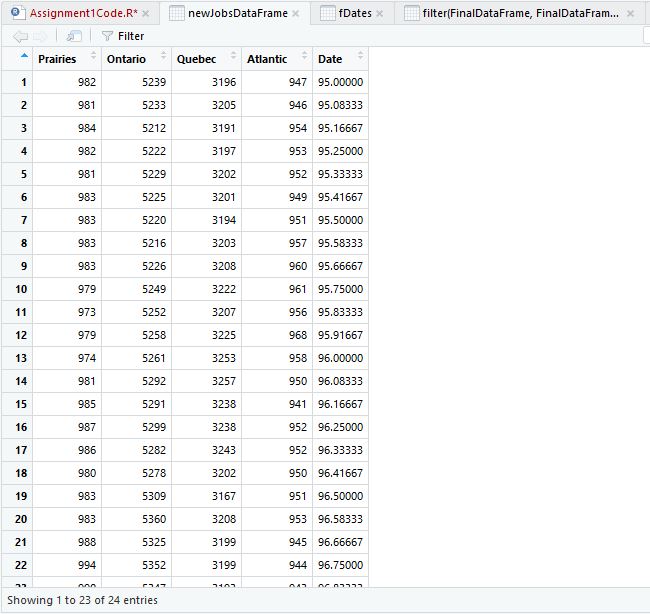 Assignment1Code.R* newJobsDataFrame fDates filter(FinalDataFrame, FinalDataFram...
Filter
Prairies Ontario Quebec Atlantic Date
1 982 5239 3196 947 95.00000
2 981 5233 3205 946 95.08333
3 984 5212 3191 954 95.16667
4 982 5222 3197 953 95.25000
5 981 5229 3202 952 95.33333
6 983 5225 3201 949 95.41667
7 983 5220 3194 951 95.50000
8 983 5216 3203 957 95.58333
9 983 5226 3208 960 95.66667
10 979 5249 3222 961 95.75000
11 973 5252 3207 956 95.83333
12 979 5258 3225 968 95.91667
13 974 5261 3253 958 96.00000
14 981 5292 3257 950 96.08333
15 985 5291 3238 941 96.16667
16 987 5299 3238 952 96.25000
17 986 5282 3243 952 96.33333
18 980 5278 3202 950 96.41667
19 983 5309 3167 951 96.50000
20 983 5360 3208 953 96.58333
21 988 5325 3199 945 96.66667
22 994 5352 3199 944 96.75000
Showing 1 to 23 of 24 entries